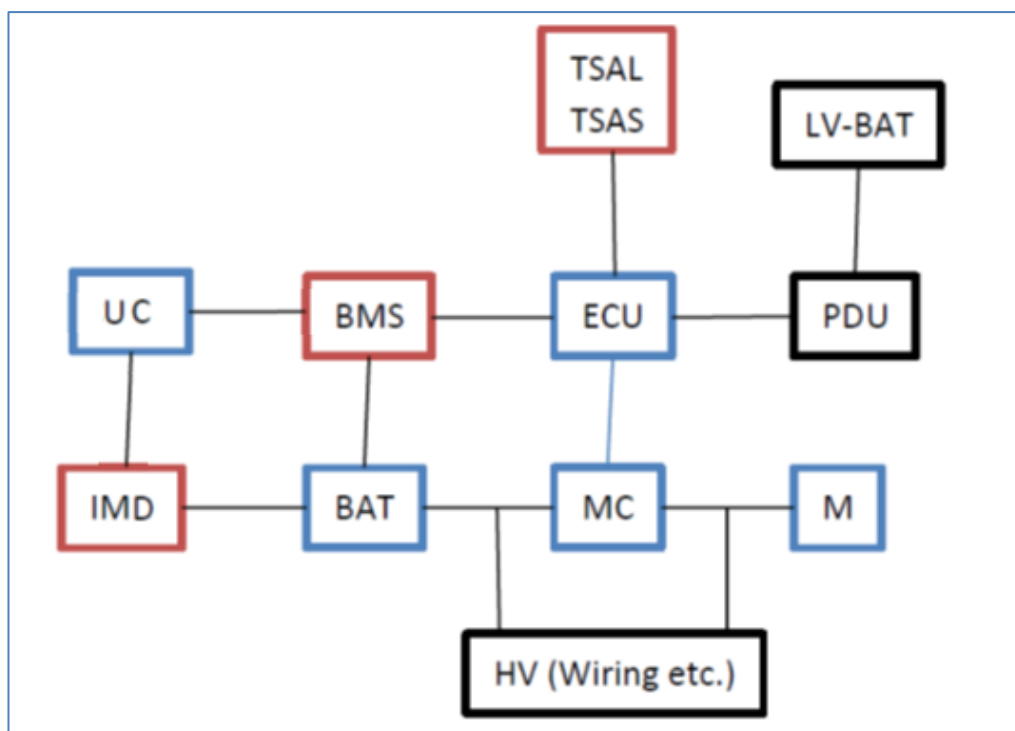 TSAL
TSAS
LV-BAT
UC
BMS
ECU
PDU
IMD
BAT
MC
M
HV (Wiring etc.)